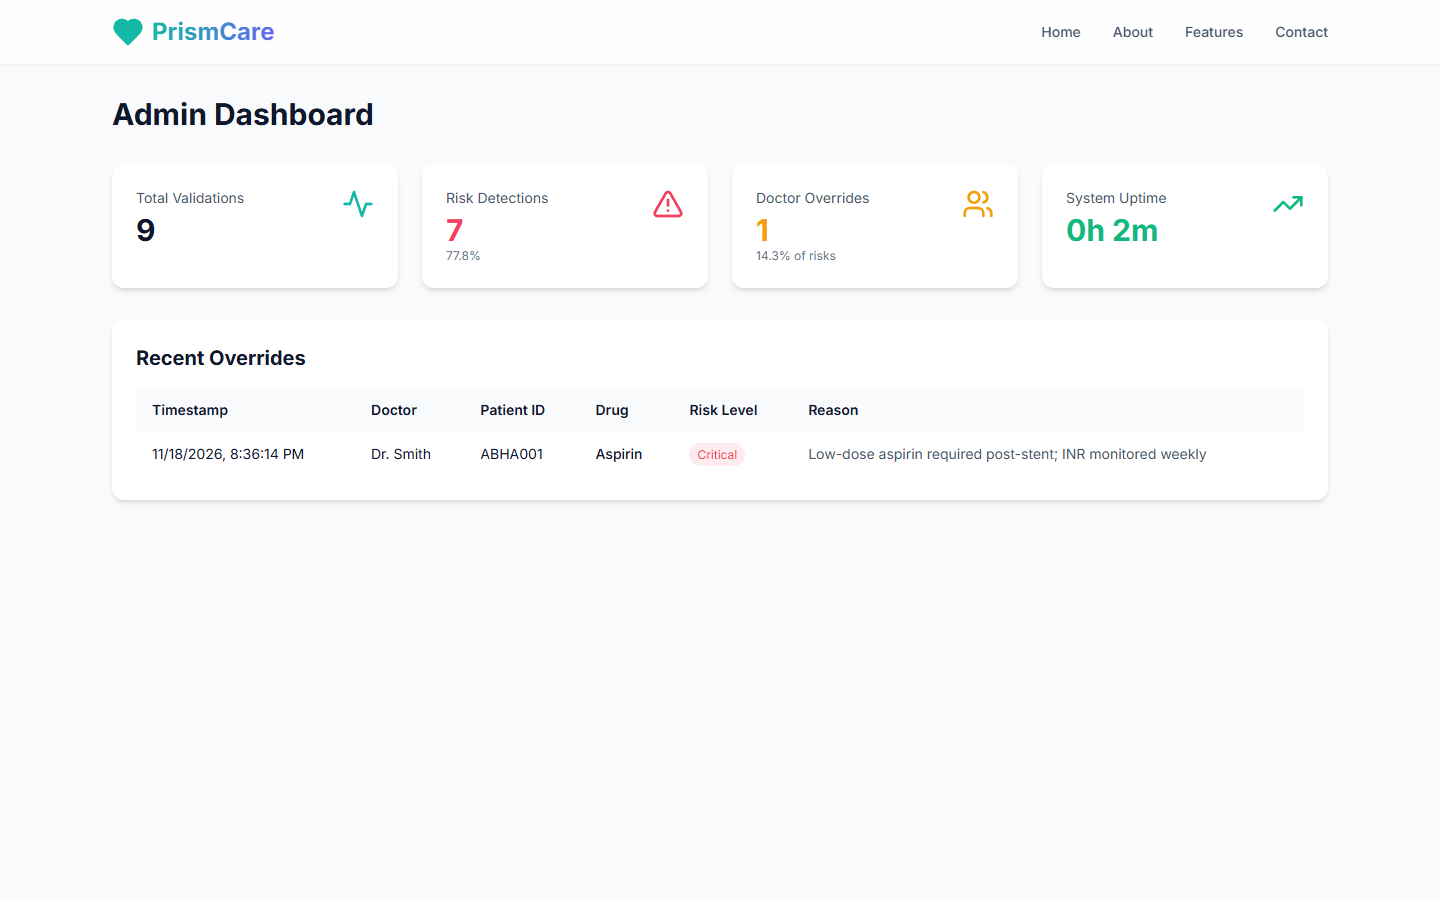 PrismCare
Home About Features Contact
Admin Dashboard
Total Validations
9
Risk Detections
7
77.8%
Doctor Overrides
1
14.3% of risks
System Uptime
0h 2m
Recent Overrides
Timestamp Doctor Patient ID Drug Risk Level Reason
11/18/2026, 8:36:14 PM Dr. Smith ABHA001 Aspirin Critical Low-dose aspirin required post-stent; INR monitored weekly